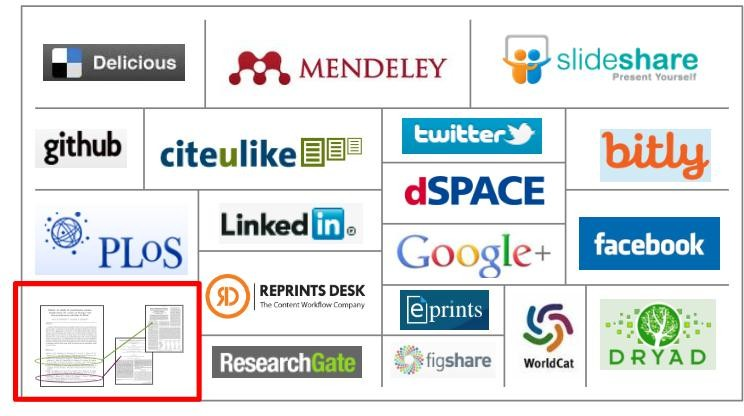 Delicious
MENDELEY
slideshare
Present Yourself
github
citeulike
twitter
bitly
dSPACE
PLoS
Linked in ®
Google+
facebook
RD REPRINTS DESK
The Content Workflow Company
eprints
WorldCat
DRYAD
ResearchGate
figshare